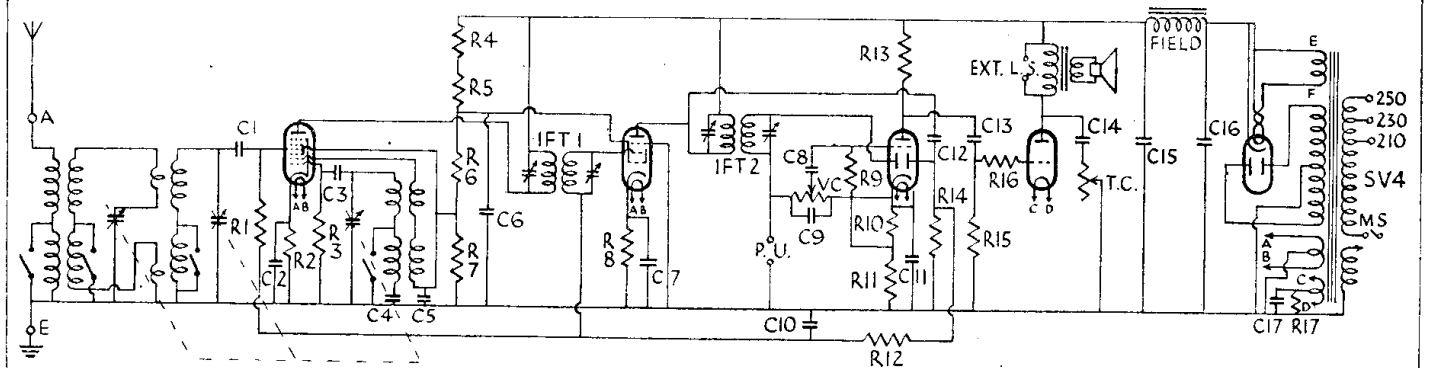 A
E
C1
R1
C2
R2
A B
C3
R3
C4
C5
R4
R5
R6
R7
C6
IFT1
A B
R8
C7
IFT2
P.U.
C8
VC
C9
C10
R9
R10
R11
C11
R12
R13
C12
R14
C13
R15
R16
EXT. L.S.
C D
C14
T.C.
FIELD
C15
C16
E
F
250
230
210
SV4
MS
A
B
C
D
C17
R17